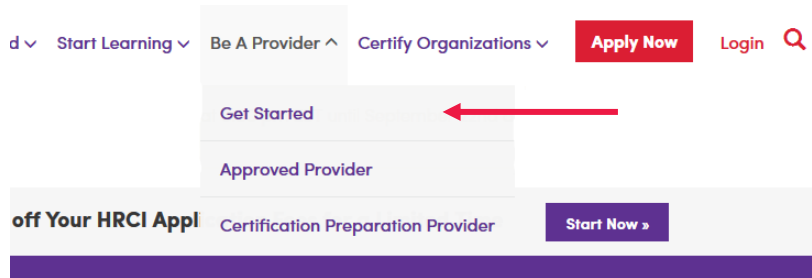 d Start Learning Be A Provider Certify Organizations Apply Now Login
Get Started
Approved Provider
off Your HRCI Appli
Certification Preparation Provider
Start Now »